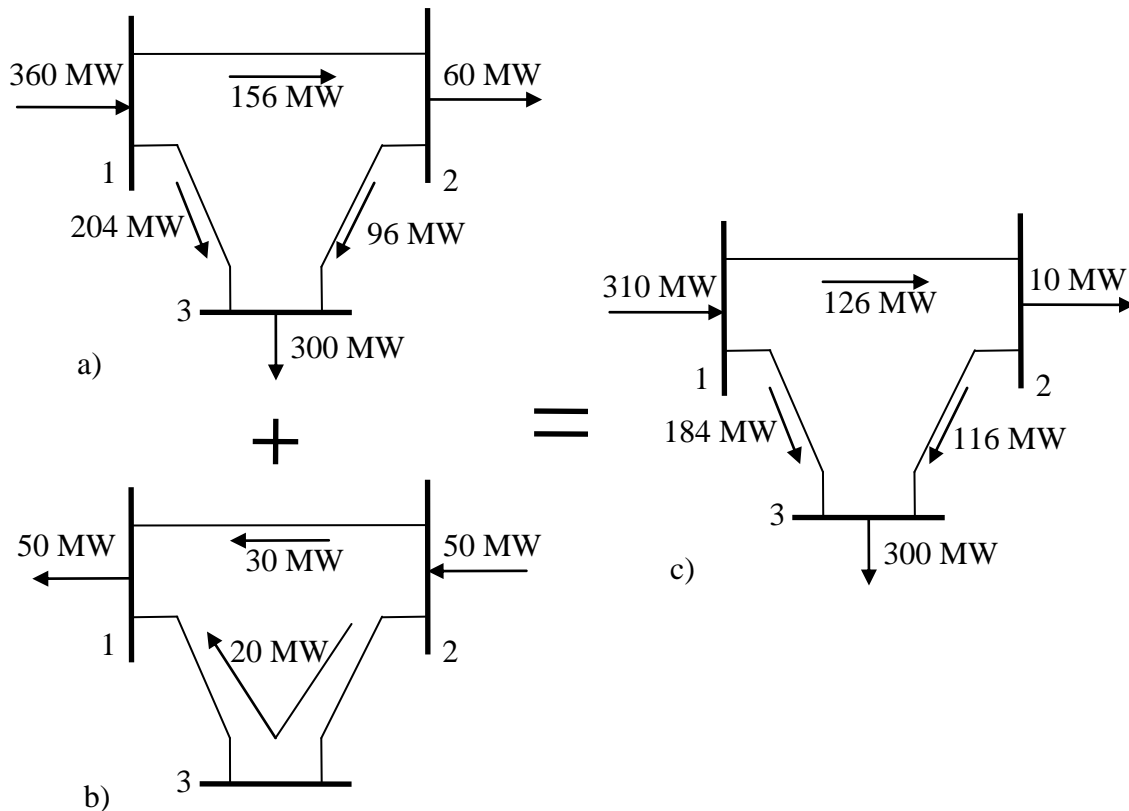 360 MW
156 MW
60 MW
1
2
204 MW
96 MW
3
300 MW
a)
+
=
50 MW
30 MW
50 MW
1
20 MW
2
3
b)
310 MW
126 MW
10 MW
1
2
184 MW
116 MW
3
300 MW
c)